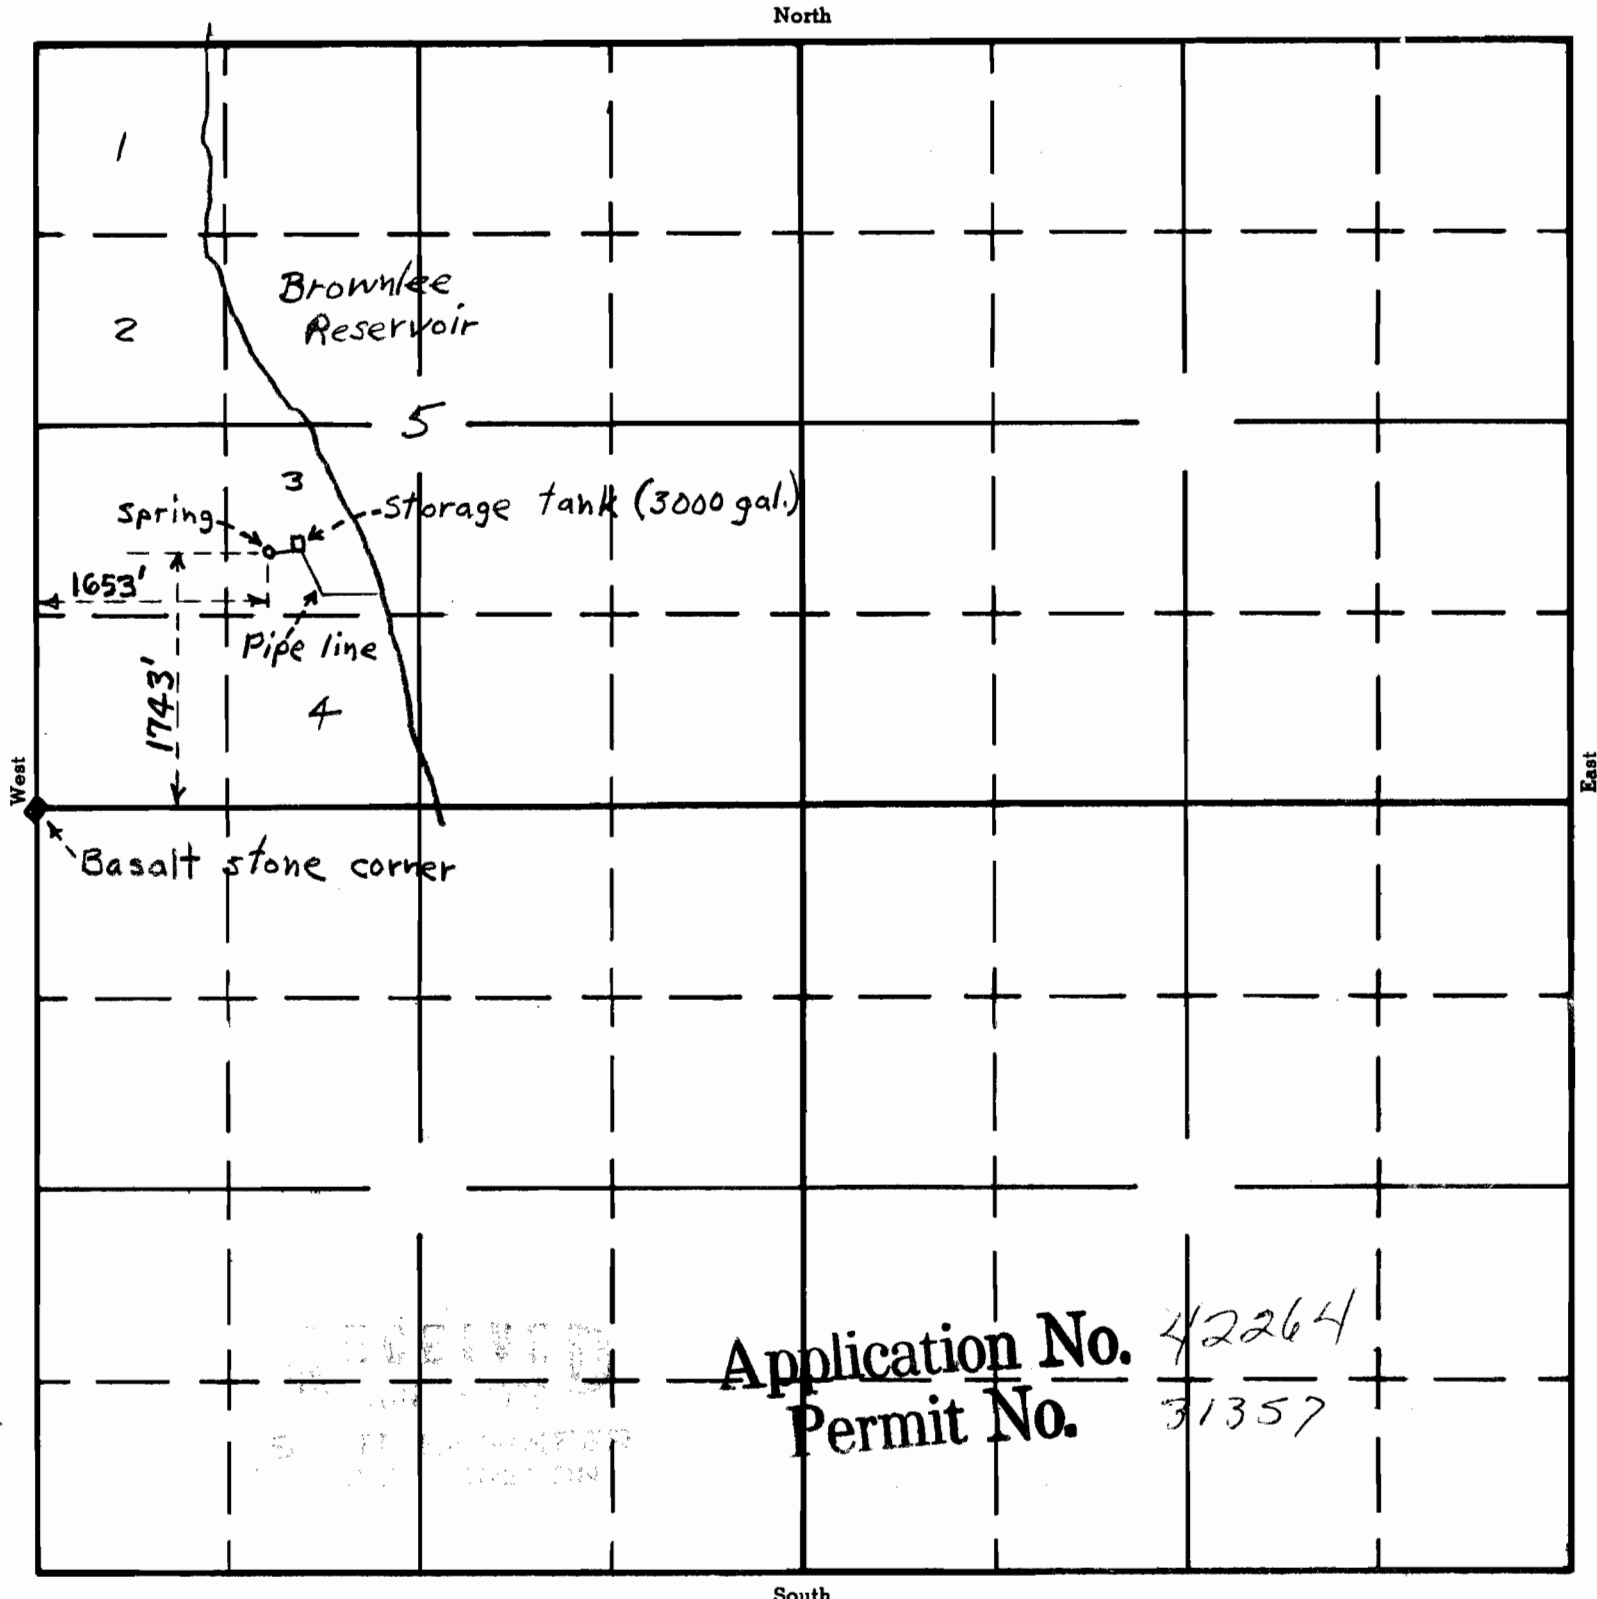 North
1
Brownlee
Reservoir
2
5
3
spring
storage tank (3000 gal.)
1653'
Pipe line
1743'
4
West
East
Basalt stone corner
Application No. 42264
Permit No. 31357
South